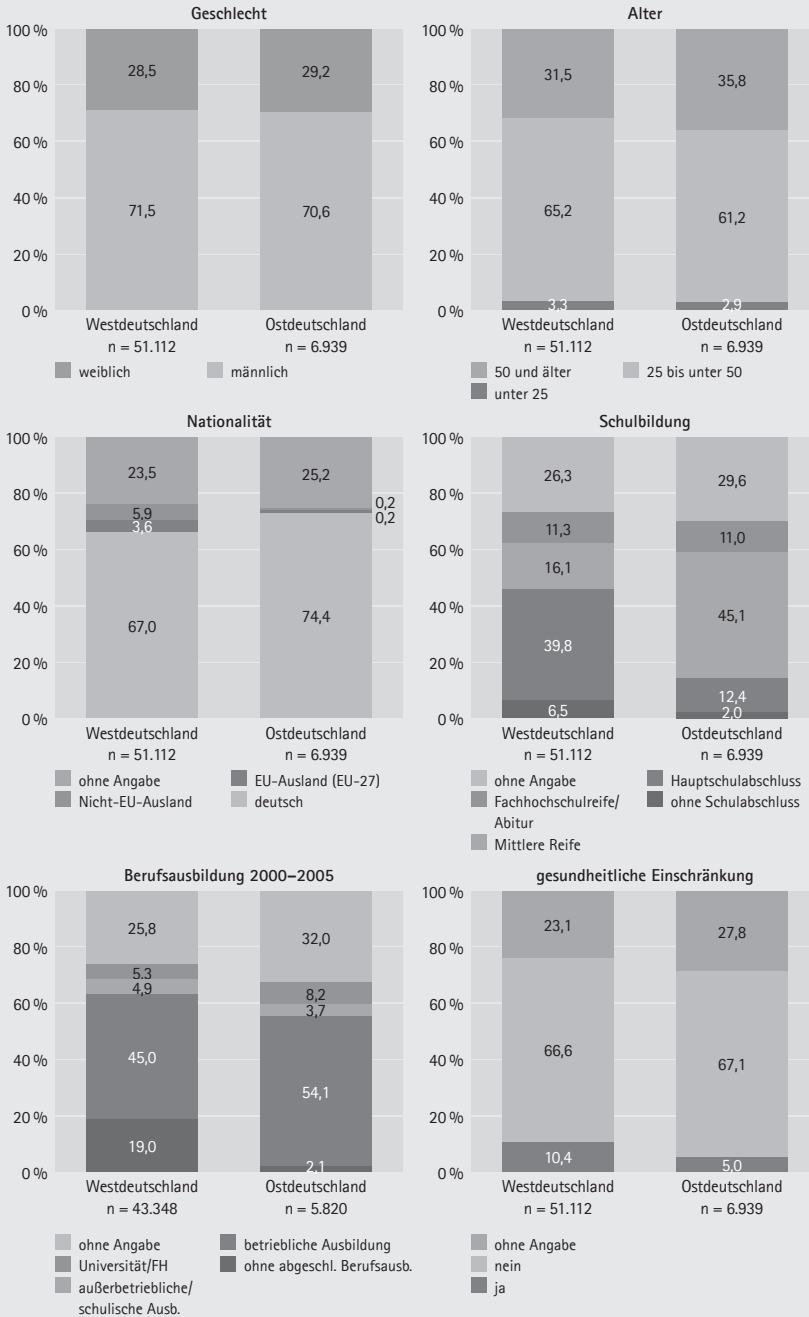 Geschlecht
100 %
80 %
60 %
40 %
20 %
0 %
28,5
29,2
71,5
70,6
Westdeutschland
n = 51.112
Ostdeutschland
n = 6.939
weiblich
männlich
Alter
100 %
80 %
60 %
40 %
20 %
0 %
31,5
35,8
65,2
61,2
3,3
2,9
Westdeutschland
n = 51.112
Ostdeutschland
n = 6.939
50 und älter
25 bis unter 50
unter 25
Nationalität
100 %
80 %
60 %
40 %
20 %
0 %
23,5
25,2
5,9
3,6
0,2
0,2
67,0
74,4
Westdeutschland
n = 51.112
Ostdeutschland
n = 6.939
ohne Angabe
EU-Ausland (EU-27)
Nicht-EU-Ausland
deutsch
Schulbildung
100 %
80 %
60 %
40 %
20 %
0 %
26,3
29,6
11,3
11,0
16,1
45,1
39,8
12,4
6,5
2,0
Westdeutschland
n = 51.112
Ostdeutschland
n = 6.939
ohne Angabe
Hauptschulabschluss
Fachhochschulreife/
Abitur
ohne Schulabschluss
Mittlere Reife
Berufsausbildung 2000–2005
100 %
80 %
60 %
40 %
20 %
0 %
25,8
32,0
5,3
8,2
4,9
3,7
45,0
54,1
19,0
2,1
Westdeutschland
n = 43.348
Ostdeutschland
n = 5.820
ohne Angabe
betriebliche Ausbildung
Universität/FH
ohne abgeschl. Berufsausb.
außerbetriebliche/
schulische Ausb.
gesundheitliche Einschränkung
100 %
80 %
60 %
40 %
20 %
0 %
23,1
27,8
66,6
67,1
10,4
5,0
Westdeutschland
n = 51.112
Ostdeutschland
n = 6.939
ohne Angabe
nein
ja